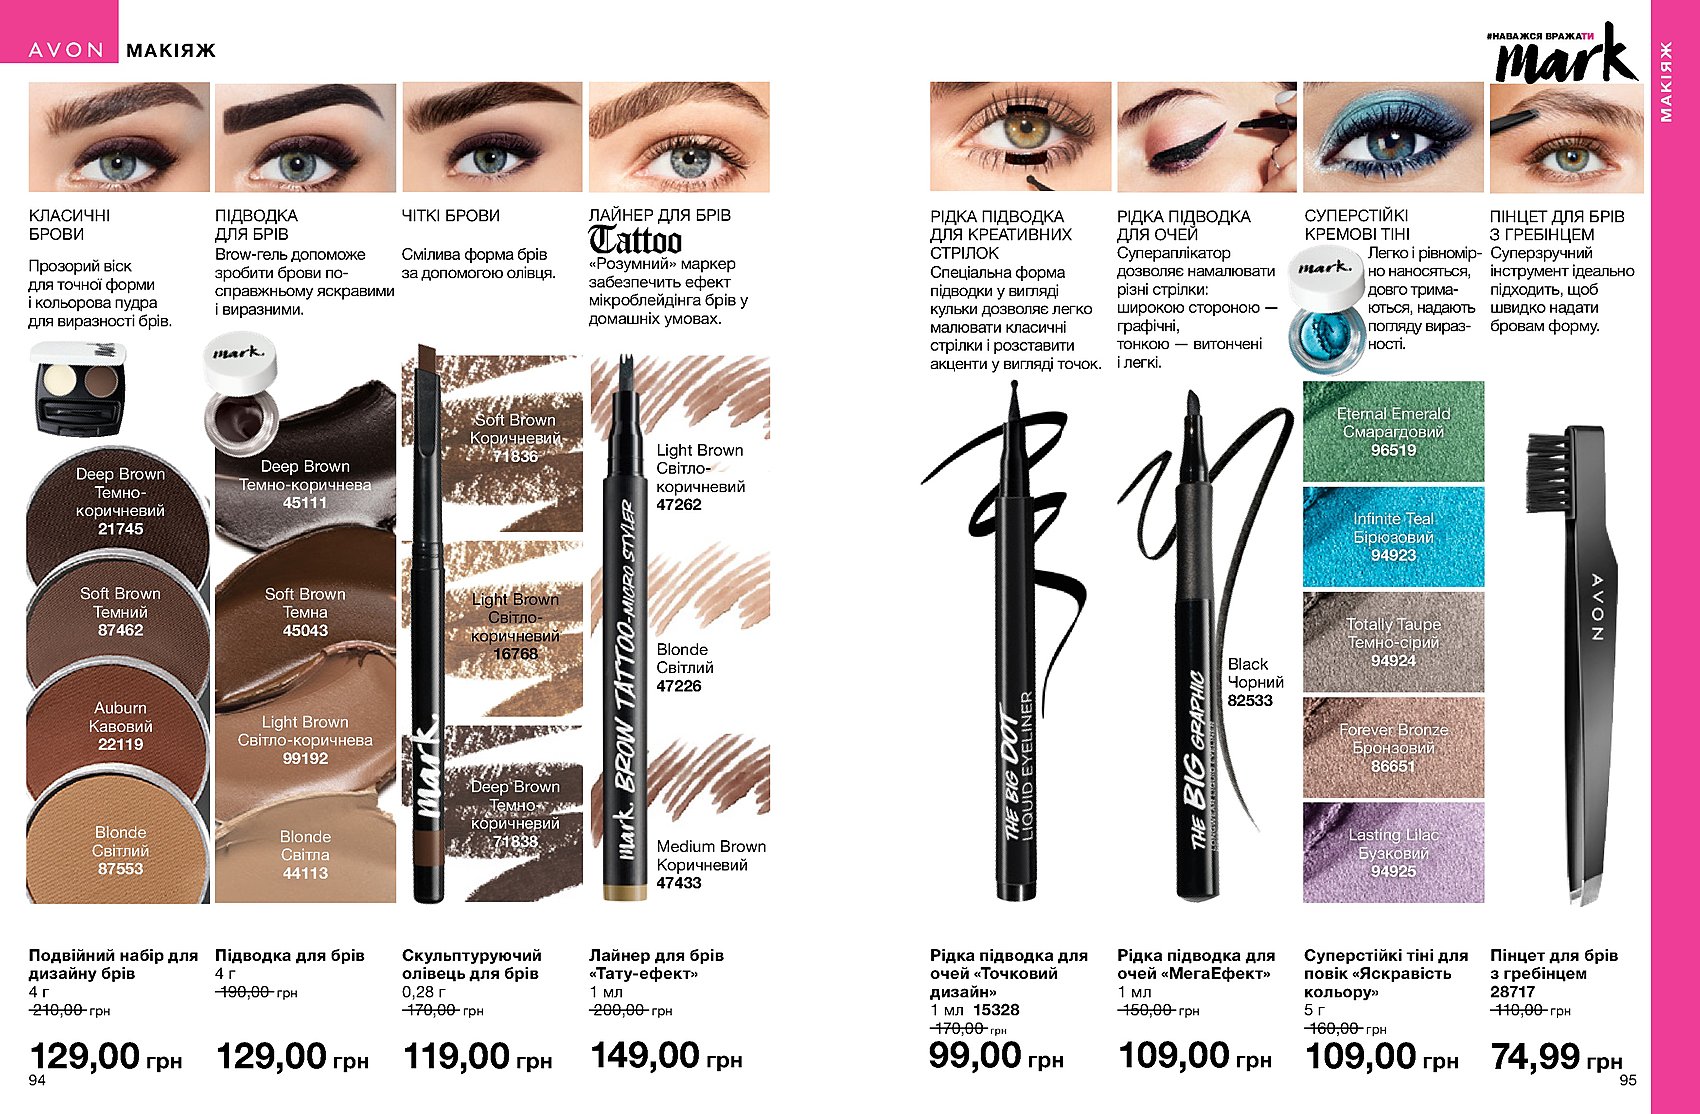 AVON МАКІЯЖ
КЛАСИЧНІ
БРОВИ
Прозорий віск
для точної форми
і кольорова пудра
для виразності брів.
Deep Brown
Темно-
коричневий
21745
Soft Brown
Темний
87462
Auburn
Кавовий
22119
Blonde
Світлий
87553
Подвійний набір для
дизайну брів
4 г
210,00 грн
129,00 грн
94
ПІДВОДКА
ДЛЯ БРІВ
Brow-гель допоможе
зробити брови по-
справжньому яскравими
і виразними.
mark.
Deep Brown
Темно-коричнева
45111
Soft Brown
Темна
45043
Light Brown
Світло-коричнева
99192
Blonde
Світла
44113
Підводка для брів
4 г
190,00 грн
129,00 грн
ЧІТКІ БРОВИ
Смілива форма брів
за допомогою олівця.
Soft Brown
Коричневий
71836
Light Brown
Світло-
коричневий
16768
Deep Brown
Темно-
коричневий
71838
mark.
Скульптуруючий
олівець для брів
0,28 г
170,00 грн
119,00 грн
ЛАЙНЕР ДЛЯ БРІВ
Tattoo
«Розумний» маркер
забезпечить ефект
мікроблейдінга брів у
домашніх умовах.
mark. BROW TATTOO-MICRO STYLER
Light Brown
Світло-
коричневий
47262
Blonde
Світлий
47226
Medium Brown
Коричневий
47433
Лайнер для брів
«Тату-ефект»
1 мл
200,00 грн
149,00 грн
#НАВАЖСЯ ВРАЖАТИ
mark
МАКІЯЖ
РІДКА ПІДВОДКА
ДЛЯ КРЕАТИВНИХ
СТРІЛОК
Спеціальна форма
підводки у вигляді
кульки дозволяє легко
малювати класичні
стрілки і розставити
акценти у вигляді точок.
THE BIG DOT
LIQUID EYELINER
Рідка підводка для
очей «Точковий
дизайн»
1 мл 15328
170,00 грн
99,00 грн
РІДКА ПІДВОДКА
ДЛЯ ОЧЕЙ
Супераплікатор
дозволяє намалювати
різні стрілки:
широкою стороною —
графічні,
тонкою — витончені
і легкі.
THE BIG GRAPHIC
LONGWEAR LIQUID EYELINER
Black
Чорний
82533
Рідка підводка для
очей «МегаЕфект»
1 мл
150,00 грн
109,00 грн
СУПЕРСТІЙКІ
КРЕМОВІ ТІНІ
mark.
Легко і рівномір-
но наносяться,
довго трима-
ються, надають
погляду вираз-
ності.
Eternal Emerald
Смарагдовий
96519
Infinite Teal
Бірюзовий
94923
Totally Taupe
Темно-сірий
94924
Forever Bronze
Бронзовий
86651
Lasting Lilac
Бузковий
94925
Суперстійкі тіні для
повік «Яскравість
кольору»
5 г
160,00 грн
109,00 грн
ПІНЦЕТ ДЛЯ БРІВ
З ГРЕБІНЦЕМ
Суперзручний
інструмент ідеально
підходить, щоб
швидко надати
бровам форму.
AVON
Пінцет для брів
з гребінцем
28717
110,00 грн
74,99 грн
95